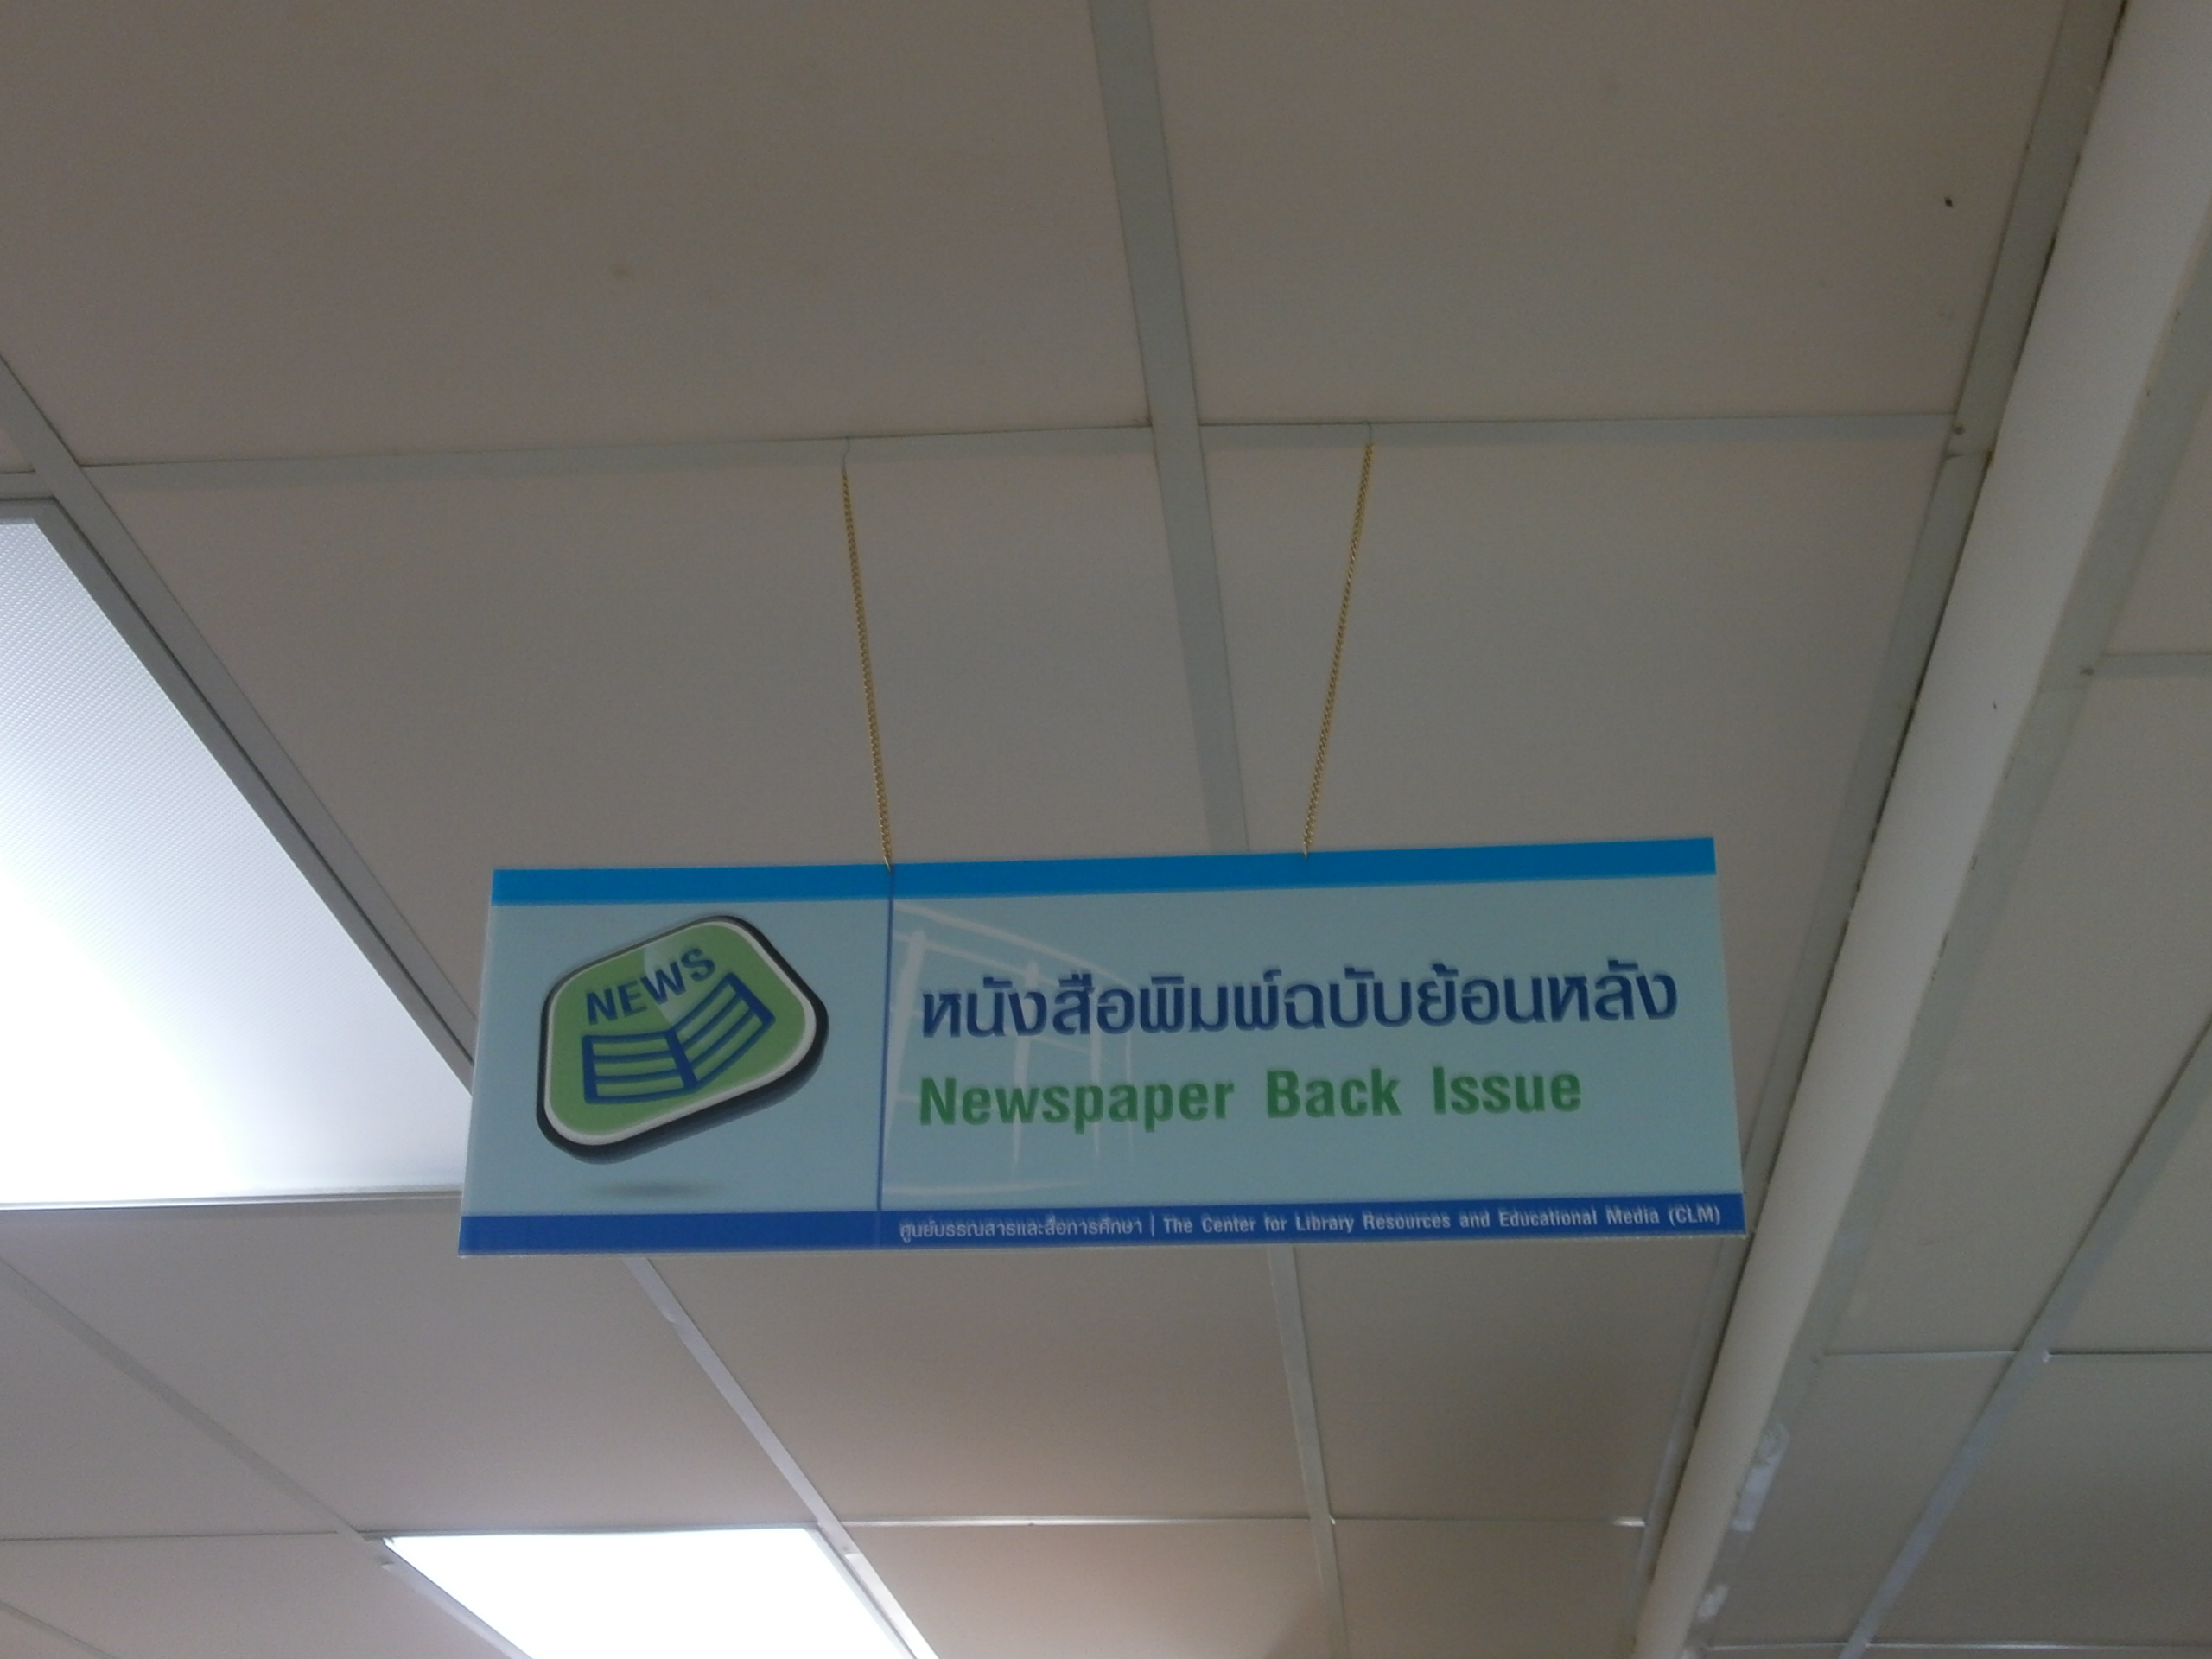 NEWS
หนังสือพิมพ์ฉบับย้อนหลัง
Newspaper Back Issue
ศูนย์บรรณสารและสื่อการศึกษา | The Center for Library Resources and Educational Media (CLM)